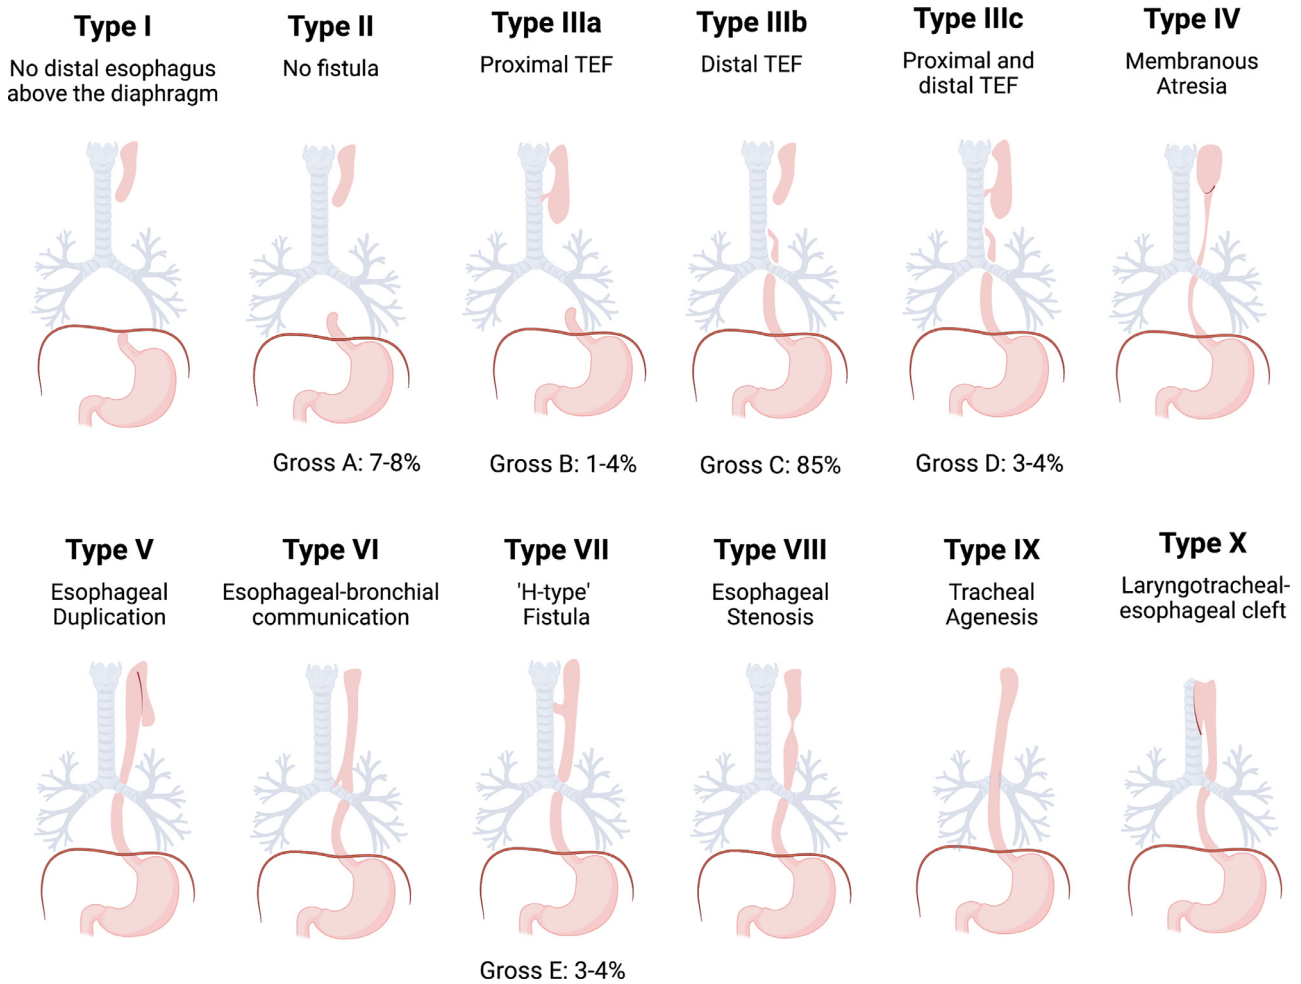 Type I
No distal esophagus
above the diaphragm
Type II
No fistula
Type IIIa
Proximal TEF
Type IIIb
Distal TEF
Type IIIc
Proximal and
distal TEF
Type IV
Membranous
Atresia
Gross A: 7-8%
Gross B: 1-4%
Gross C: 85%
Gross D: 3-4%
Type V
Esophageal
Duplication
Type VI
Esophageal-bronchial
communication
Type VII
'H-type'
Fistula
Type VIII
Esophageal
Stenosis
Type IX
Tracheal
Agenesis
Type X
Laryngotracheal-
esophageal cleft
Gross E: 3-4%